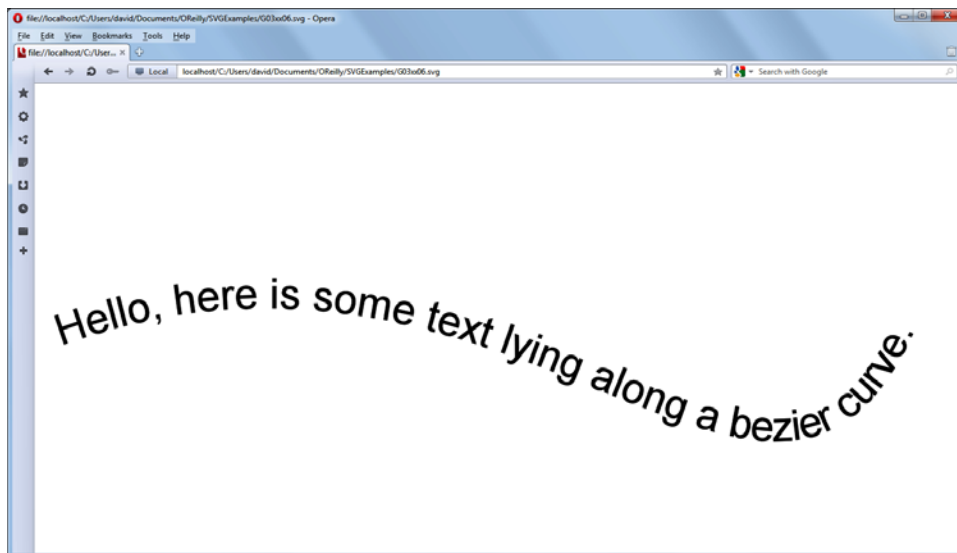 file://localhost/C:/Users/david/Documents/OReilly/SVGExamples/G03xx06.svg - Opera
File Edit View Bookmarks Tools Help
file://localhost/C:/User...
Local localhost/C:/Users/david/Documents/OReilly/SVGExamples/G03xx06.svg Search with Google
Hello, here is some text lying along a bezier curve.